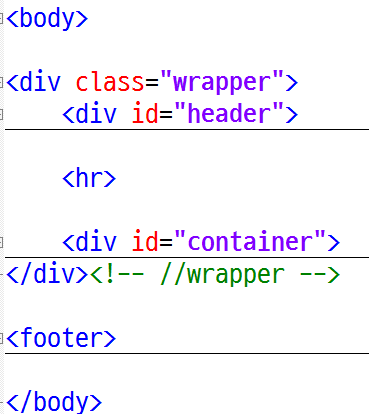 <body>
<div class="wrapper">
<div id="header">
<hr>
<div id="container">
</div><!-- //wrapper -->
<footer>
</body>